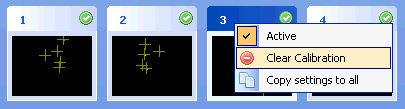 1 2 3 4
Active
Clear Calibration
Copy settings to all